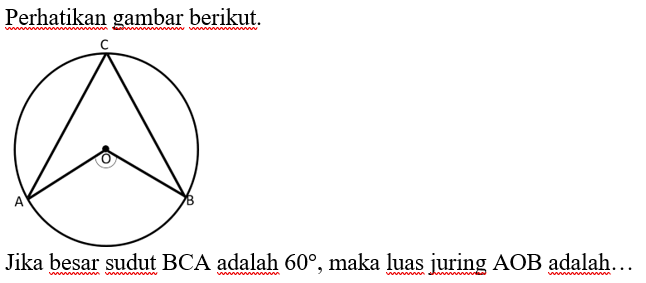 Perhatikan gambar berikut.
C
O
A
B
Jika besar sudut BCA adalah 60°, maka luas juring AOB adalah…